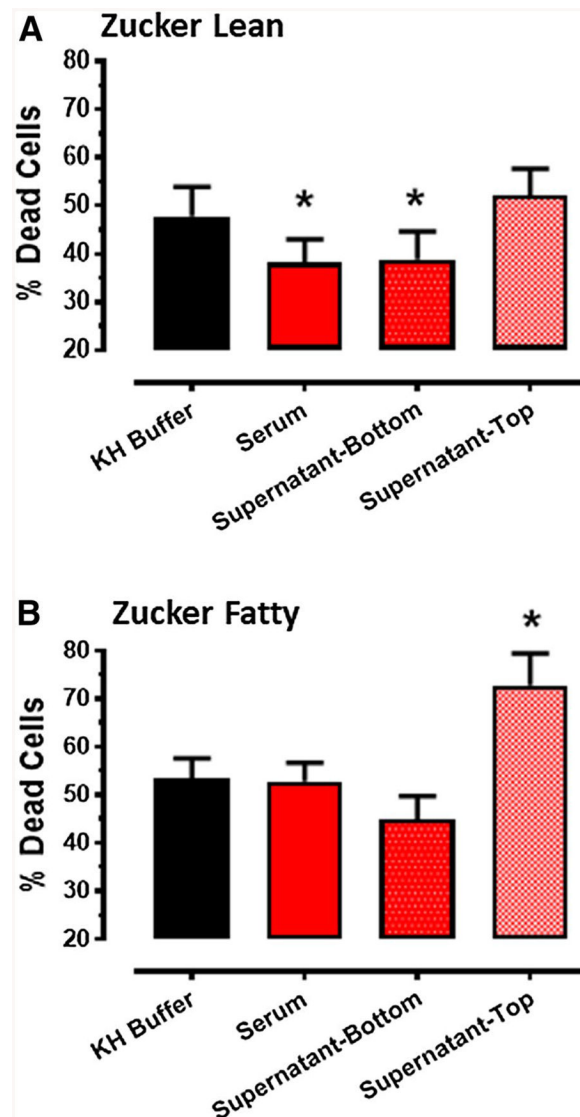 A Zucker Lean
% Dead Cells
80
70
60
50
40
30
20
* *
KH Buffer
Serum
Supernatant-Bottom
Supernatant-Top
B Zucker Fatty
% Dead Cells
80
70
60
50
40
30
20
*
KH Buffer
Serum
Supernatant-Bottom
Supernatant-Top